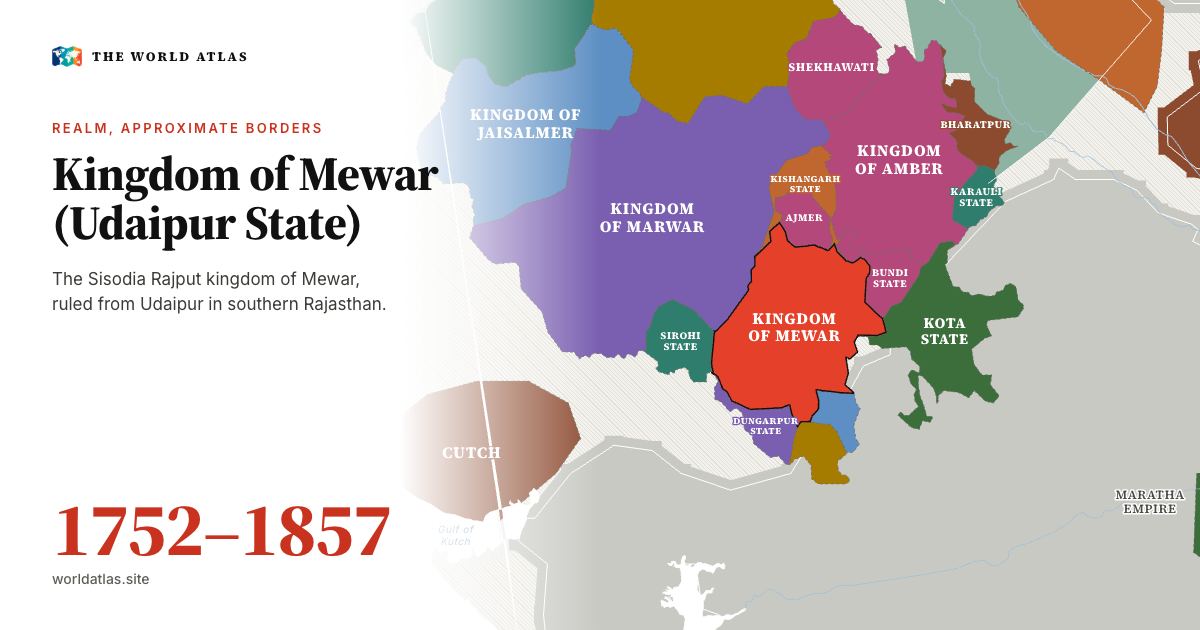 THE WORLD ATLAS
REALM, APPROXIMATE BORDERS
Kingdom of Mewar
(Udaipur State)
The Sisodia Rajput kingdom of Mewar,
ruled from Udaipur in southern Rajasthan.
1752–1857
worldatlas.site
SHEKHAWATI
KINGDOM OF
JAISALMER
BHARATPUR
KINGDOM
OF AMBER
KISHANGARH
STATE
KARAULI
STATE
KINGDOM
OF MARWAR
AJMER
BUNDI
STATE
KINGDOM
OF MEWAR
KOTA
STATE
SIROHI
STATE
DUNGARPUR
STATE
CUTCH
MARATHA
EMPIRE
Gulf of
Kutch